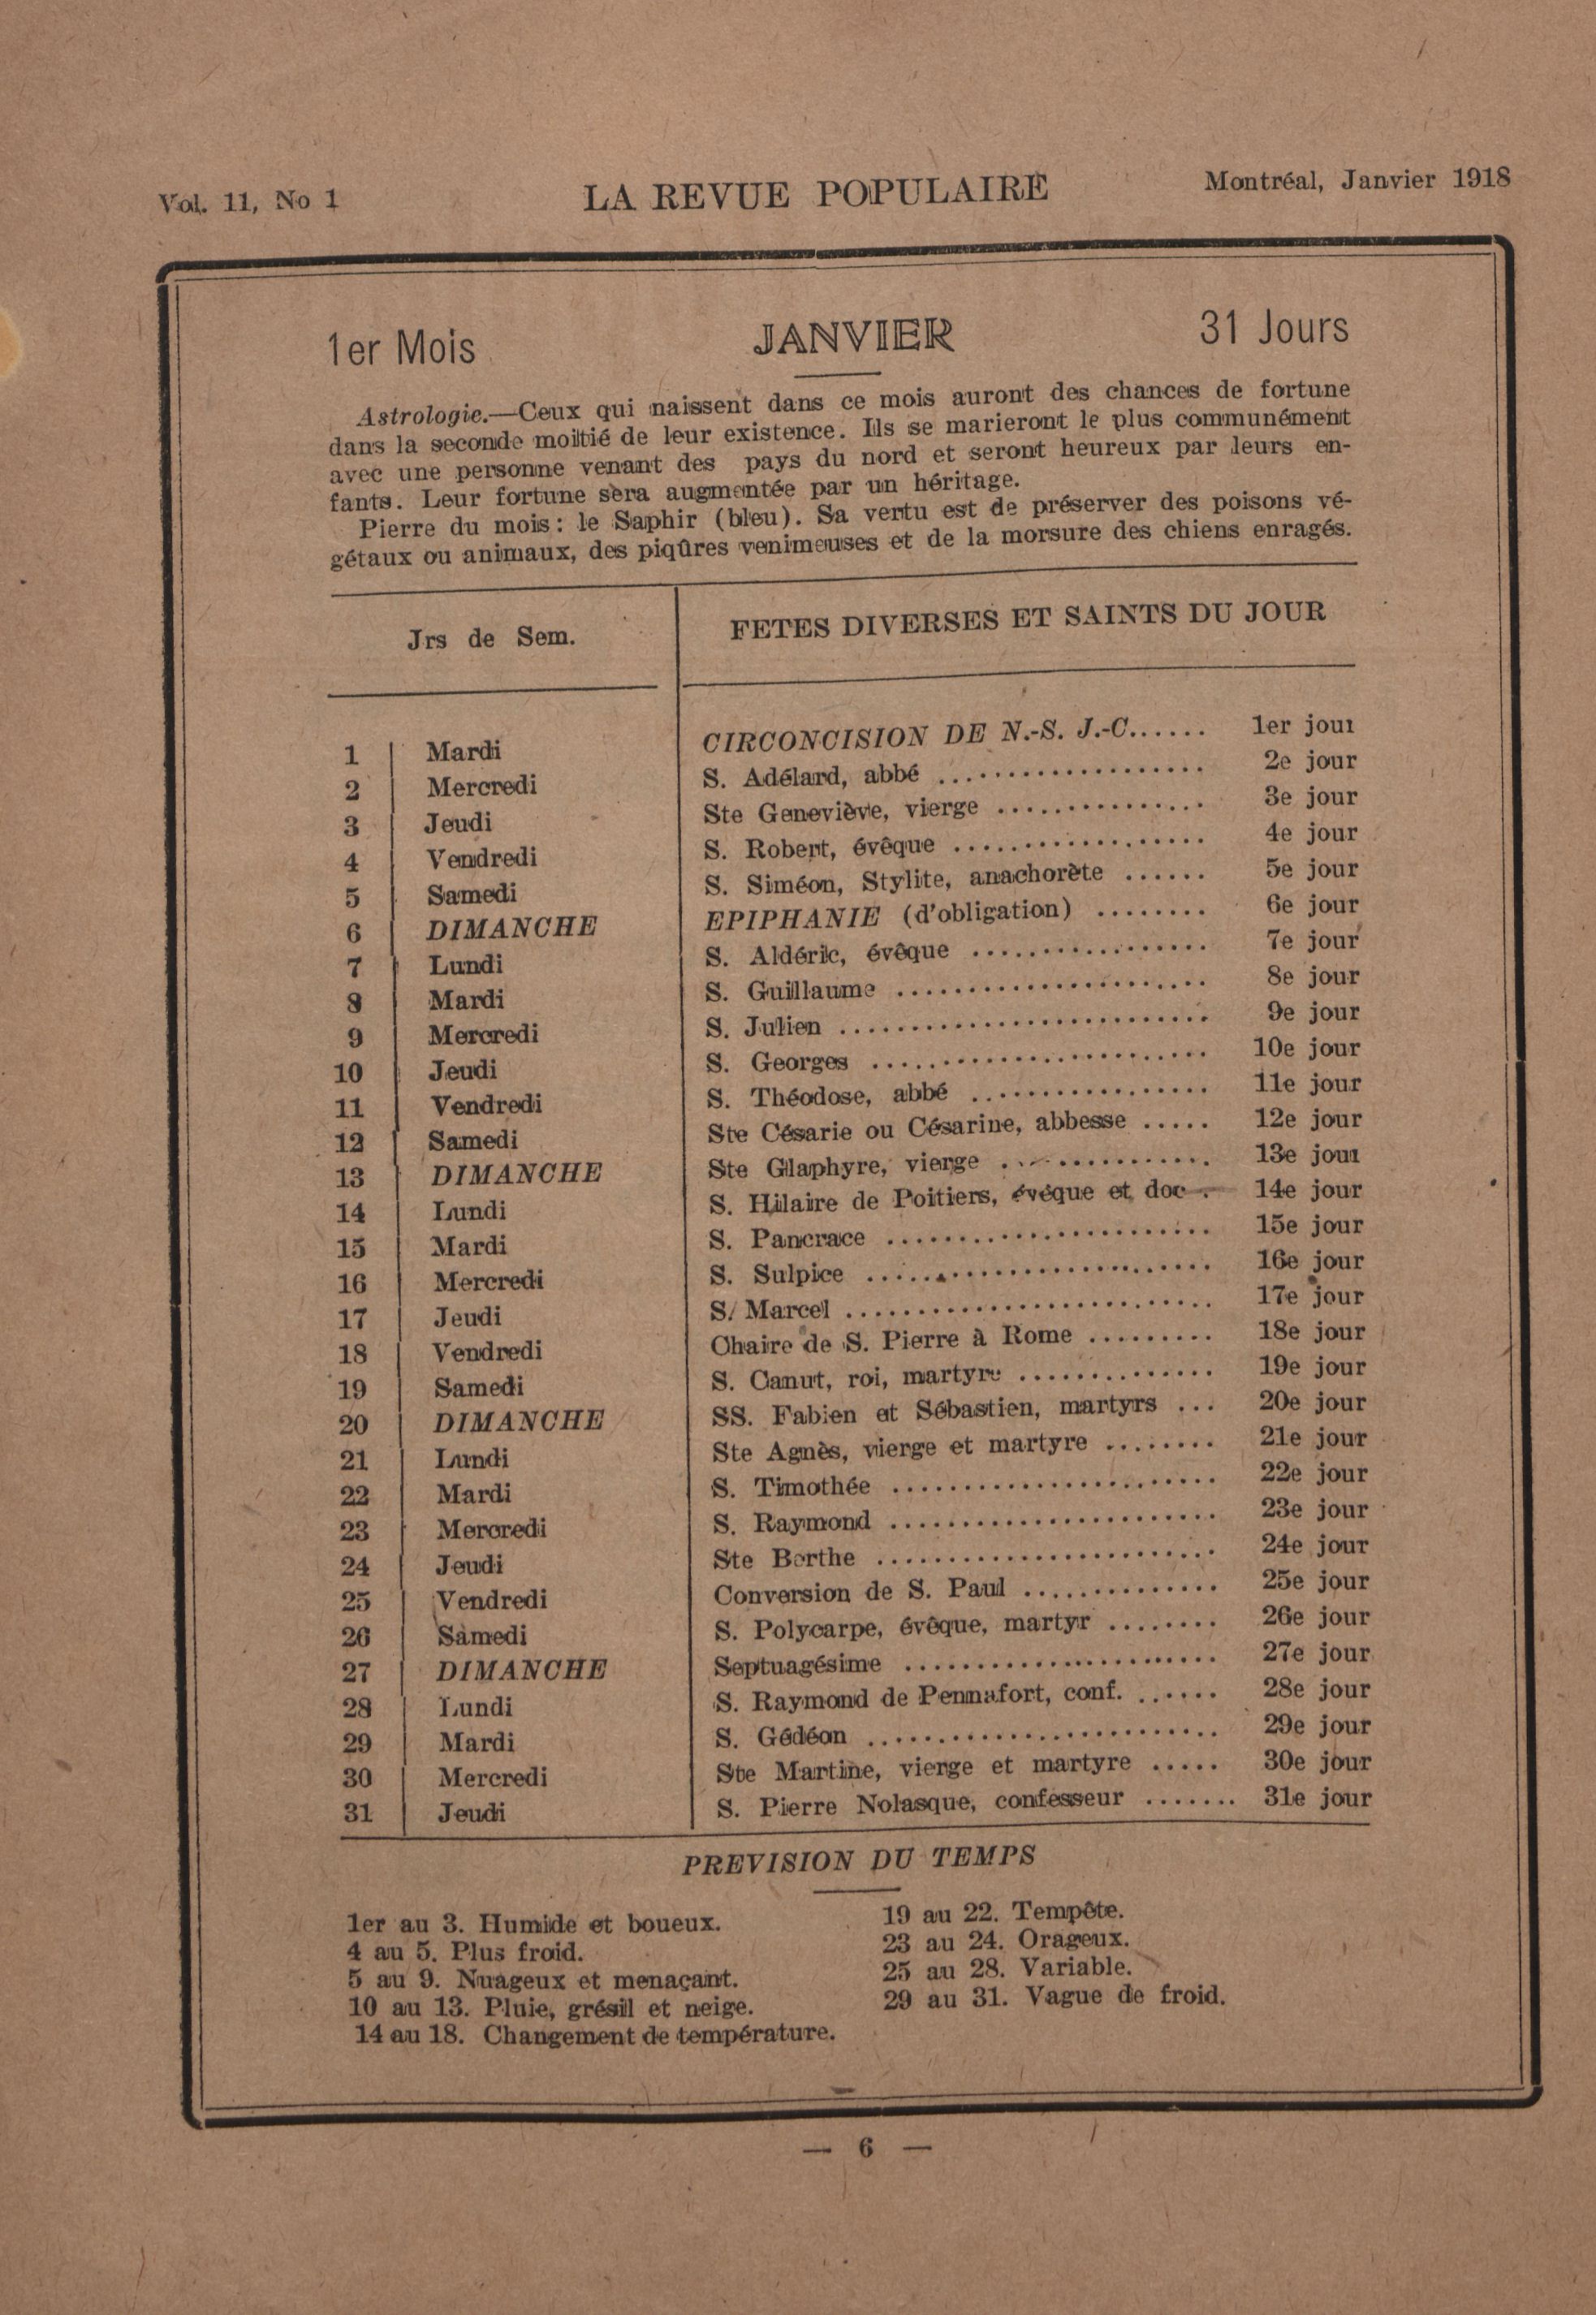 Vol. 11, No 1 LA REVUE POPULAIRE Montréal, Janvier 1918
1er Mois JANVIER 31 Jours
Astrologie.—Ceux qui naissent dans ce mois auront des chances de fortune
dans la seconde moitié de leur existence. Ils se marieront le plus communément
avec une personne venant des pays du nord et seront heureux par leurs en-
fants. Leur fortune sera augmentée par un héritage.
Pierre du mois: le Saphir (bleu). Sa vertu est de préserver des poisons vé-
gétaux ou animaux, des piqûres venimeuses et de la morsure des chiens enragés.
Jrs de Sem. FETES DIVERSES ET SAINTS DU JOUR
1 Mardi CIRCONCISION DE N.-S. J.-C...... 1er jour
2 Mercredi S. Adélard, abbé ................... 2e jour
3 Jeudi Ste Geneviève, vierge ............... 3e jour
4 Vendredi S. Robert, évêque .................. 4e jour
5 Samedi S. Siméon, Stylite, anachorète ...... 5e jour
6 DIMANCHE EPIPHANIE (d'obligation) ........ 6e jour
7 Lundi S. Aldéric, évêque ................. 7e jour
8 Mardi S. Guillaume ...................... 8e jour
9 Mercredi S. Julien .......................... 9e jour
10 Jeudi S. Georges ........................ 10e jour
11 Vendredi S. Théodose, abbé ................. 11e jour
12 Samedi Ste Césarie ou Césarine, abbesse ..... 12e jour
13 DIMANCHE Ste Glaphyre, vierge ............... 13e jour
14 Lundi S. Hilaire de Poitiers, évêque et doc . 14e jour
15 Mardi S. Pancrace ....................... 15e jour
16 Mercredi S. Sulpice ........................ 16e jour
17 Jeudi S. Marcel .......................... 17e jour
18 Vendredi Chaire de S. Pierre à Rome ......... 18e jour
19 Samedi S. Canut, roi, martyre .............. 19e jour
20 DIMANCHE SS. Fabien et Sébastien, martyrs ... 20e jour
21 Lundi Ste Agnès, vierge et martyre ........ 21e jour
22 Mardi S. Timothée ....................... 22e jour
23 Mercredi S. Raymond ....................... 23e jour
24 Jeudi Ste Berthe ........................ 24e jour
25 Vendredi Conversion de S. Paul .............. 25e jour
26 Samedi S. Polycarpe, évêque, martyr ........ 26e jour
27 DIMANCHE Septuagésime ...................... 27e jour
28 Lundi S. Raymond de Pennafort, conf. ...... 28e jour
29 Mardi S. Gédéon ......................... 29e jour
30 Mercredi Ste Martine, vierge et martyre ..... 30e jour
31 Jeudi S. Pierre Nolasque, confesseur ....... 31e jour
PREVISION DU TEMPS
1er au 3. Humide et boueux.
4 au 5. Plus froid.
5 au 9. Nuageux et menaçant.
10 au 13. Pluie, grésil et neige.
14 au 18. Changement de température.
19 au 22. Tempête.
23 au 24. Orageux.
25 au 28. Variable.
29 au 31. Vague de froid.
— 6 —